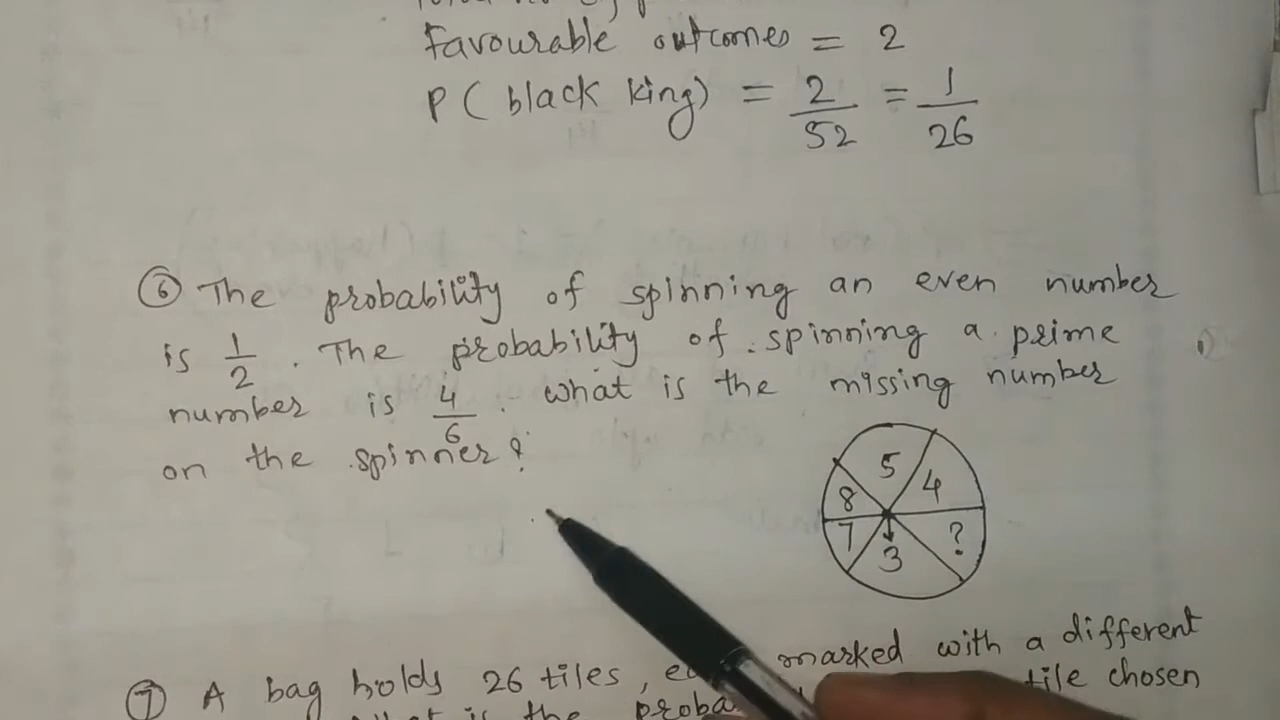 Favourable outcomes = 2
P( black king) = 2/52 = 1/26
⑥ The probability of spinning an even number
is 1/2 . The probability of spinning a prime
number is 4/6 . what is the missing number
on the spinner?
5
4
8
7
3
?
⑦ A bag holds 26 tiles, marked with a different
tile chosen
is the